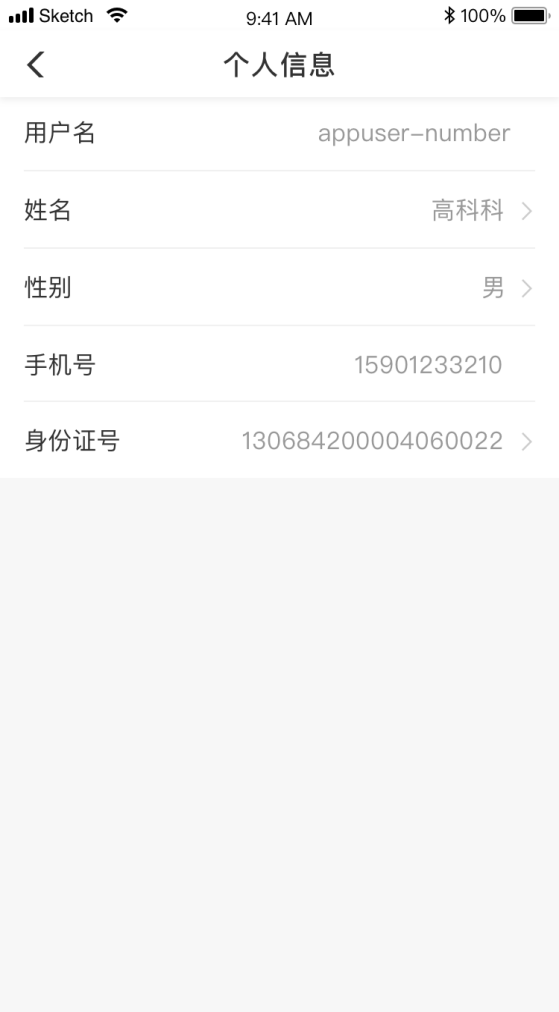 Sketch 9:41 AM 100%
个人信息
用户名 appuser-number
姓名 高科科
性别 男
手机号 15901233210
身份证号 130684200004060022